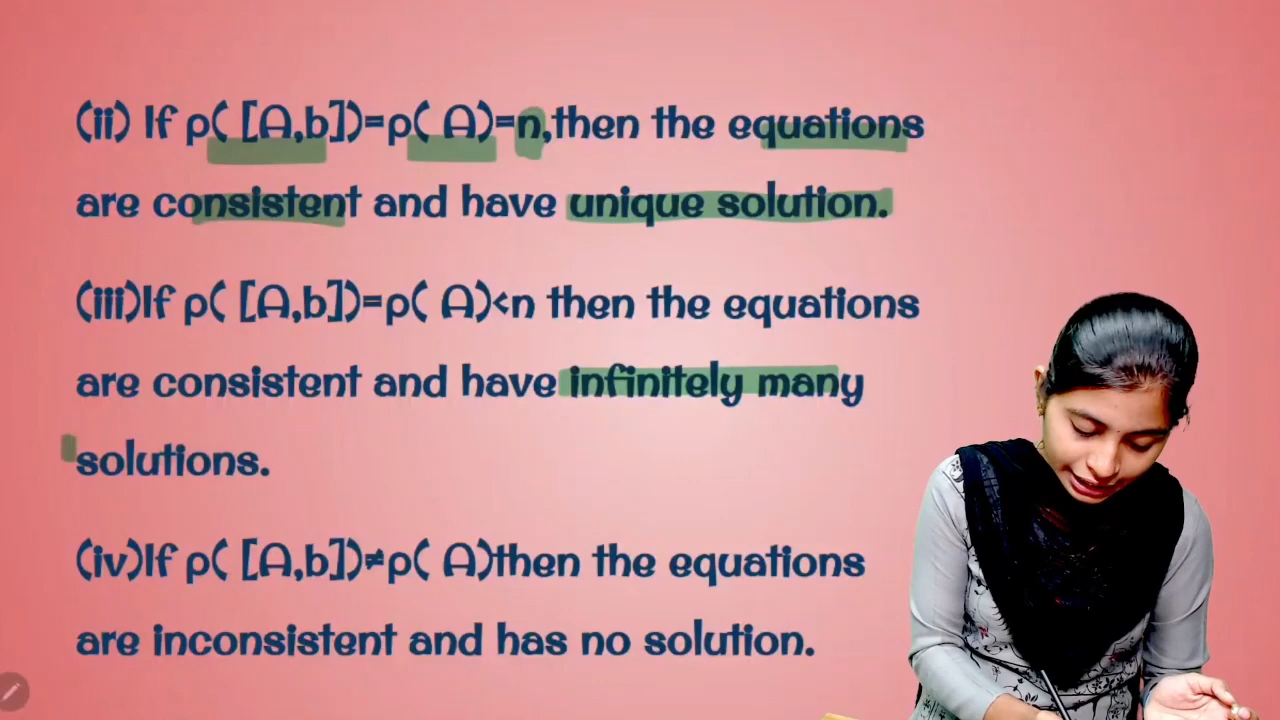 (ii) If ρ( [A,b])=ρ( A)=n,then the equations
are consistent and have unique solution.
(iii)If ρ( [A,b])=ρ( A)<n then the equations
are consistent and have infinitely many
solutions.
(iv)If ρ( [A,b])≠ρ( A)then the equations
are inconsistent and has no solution.